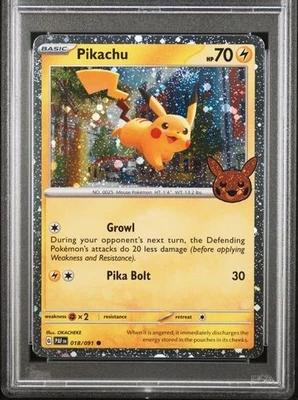 BASIC
Pikachu
HP70
NO. 0025 Mouse Pokémon HT: 1'4" WT: 13.2 lbs.
Growl
During your opponent's next turn, the Defending
Pokémon's attacks do 20 less damage (before applying
Weakness and Resistance).
Pika Bolt 30
weakness ×2 resistance retreat
Illus. OKACHEKE
PAF EN 018/091
When it is angered, it immediately discharges the
energy stored in the pouches in its cheeks.